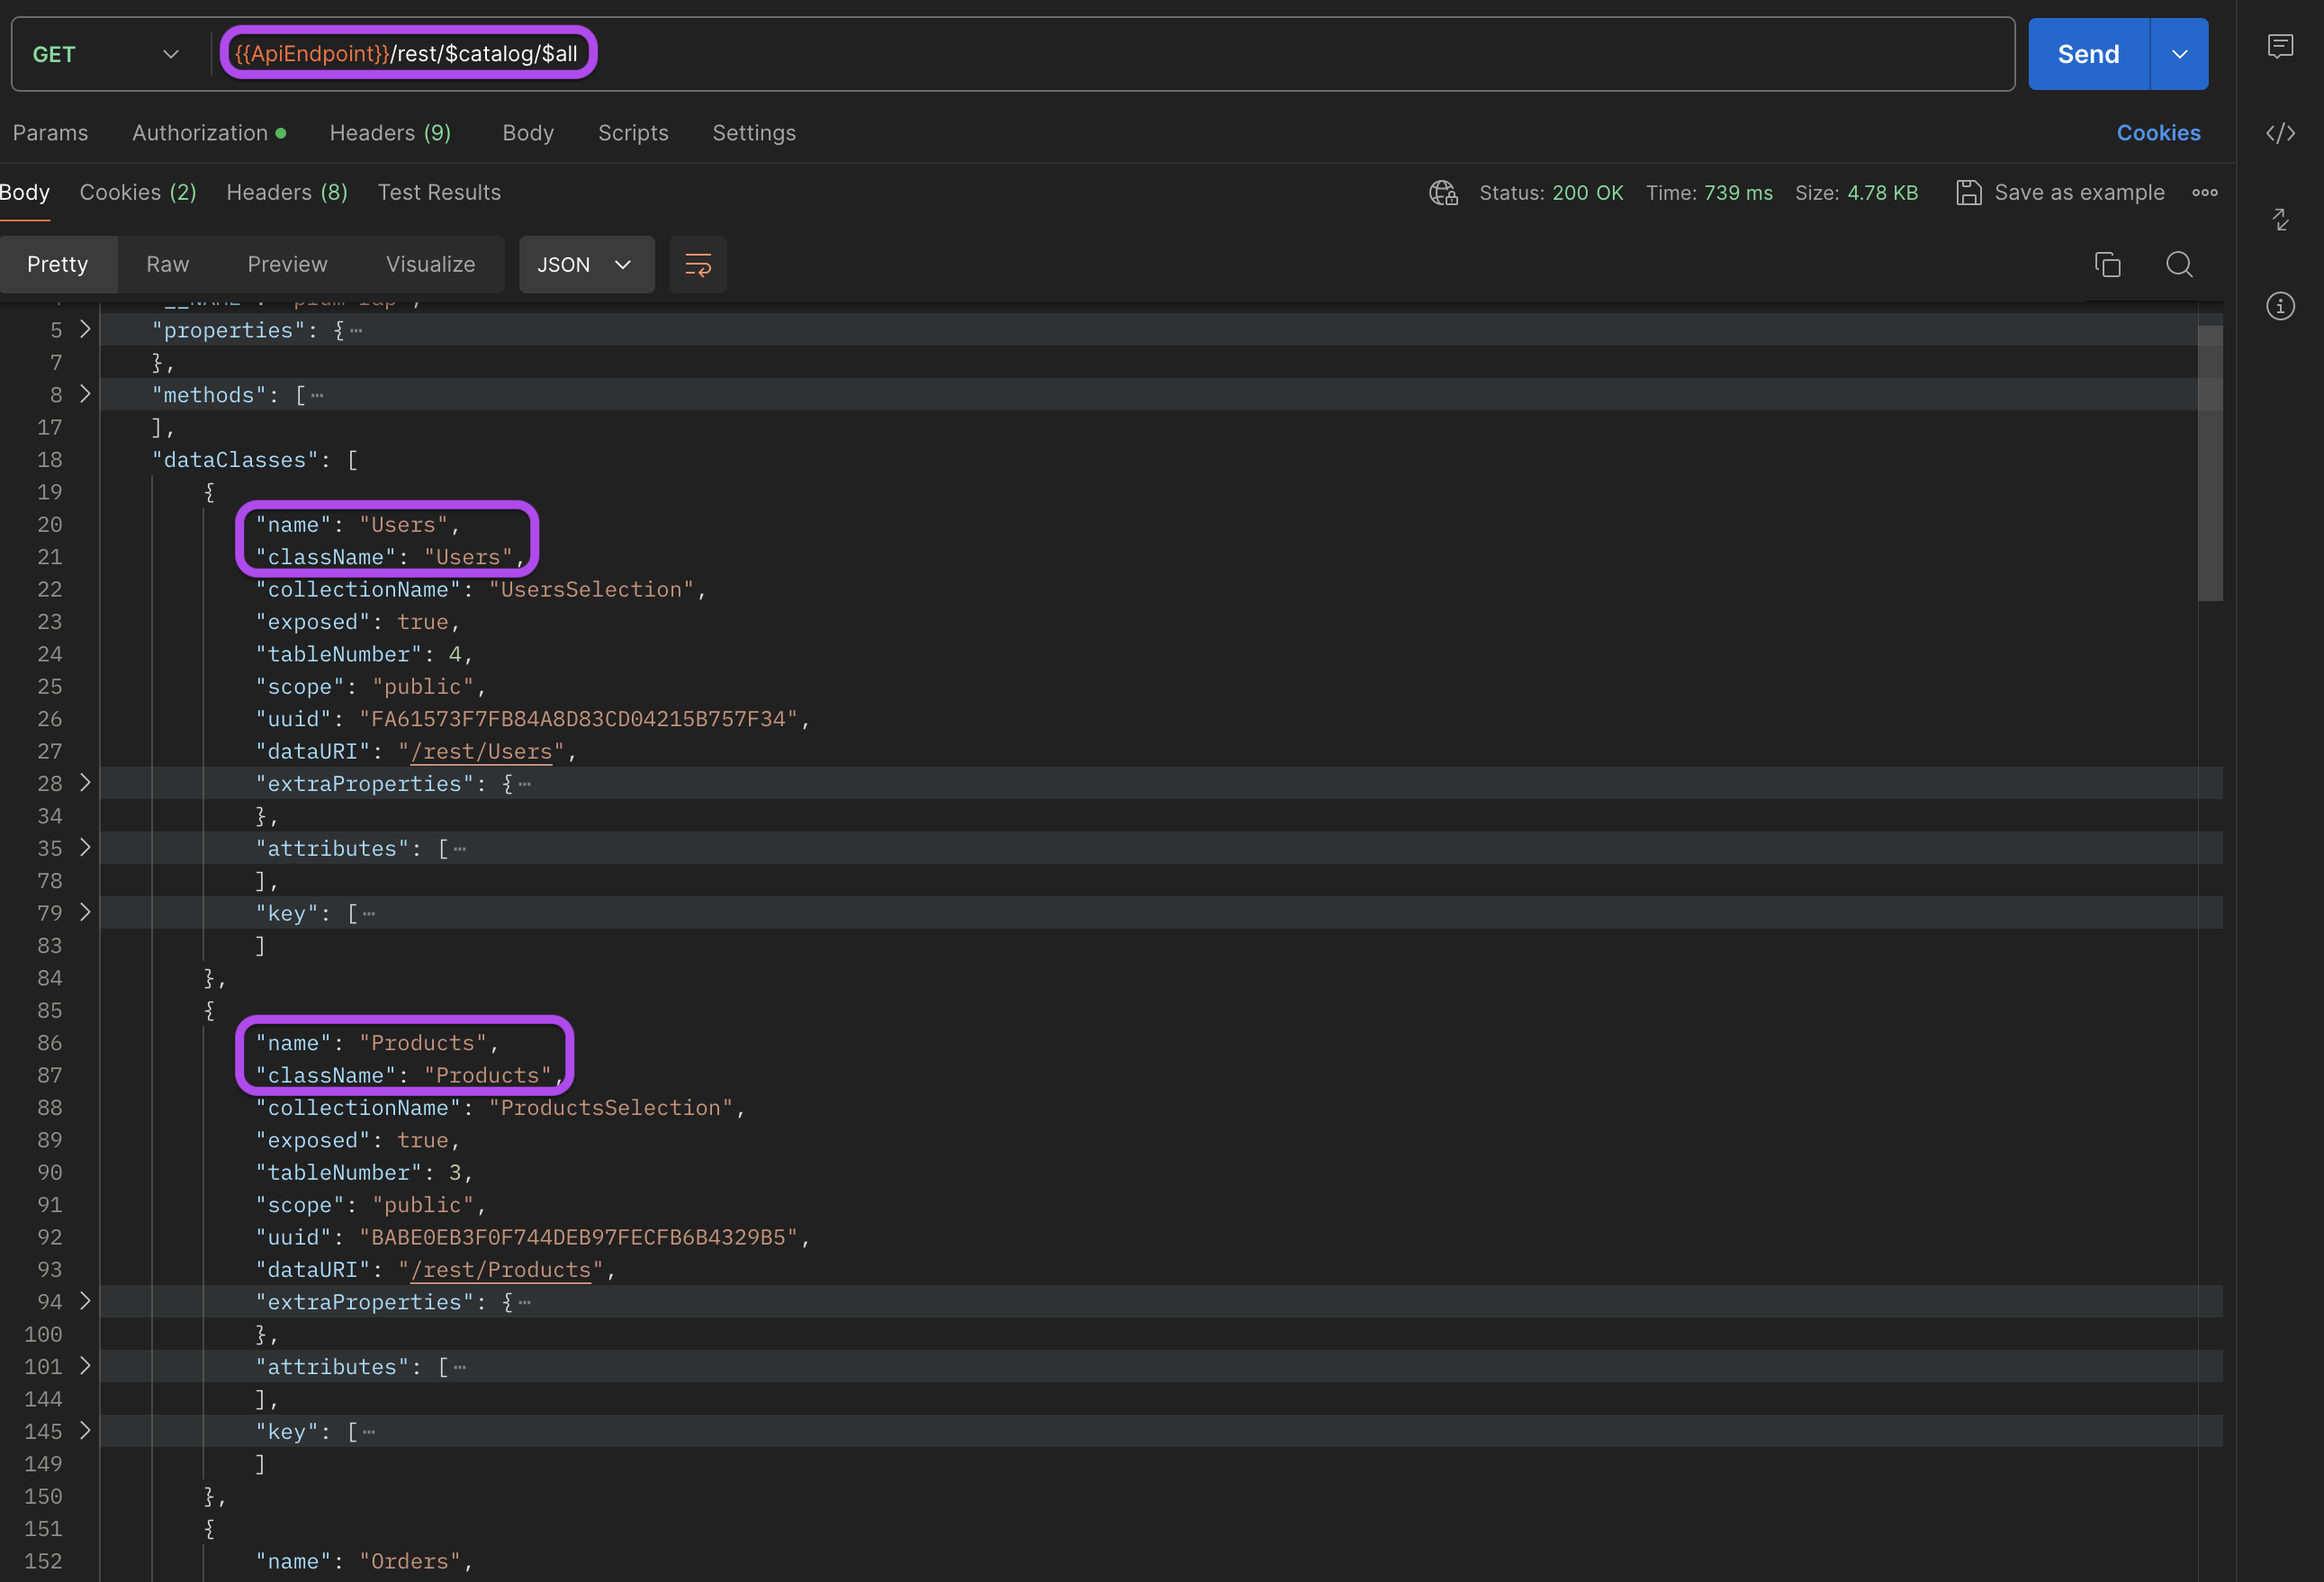 GET {{ApiEndpoint}}/rest/$catalog/$all Send
Params Authorization Headers (9) Body Scripts Settings Cookies
Body Cookies (2) Headers (8) Test Results Status: 200 OK Time: 739 ms Size: 4.78 KB Save as example
Pretty Raw Preview Visualize JSON
5 "properties": {
7 },
8 "methods": [
17 ],
18 "dataClasses": [
19 {
20 "name": "Users",
21 "className": "Users",
22 "collectionName": "UsersSelection",
23 "exposed": true,
24 "tableNumber": 4,
25 "scope": "public",
26 "uuid": "FA61573F7FB84A8D83CD04215B757F34",
27 "dataURI": "/rest/Users",
28 "extraProperties": {
34 },
35 "attributes": [
78 ],
79 "key": [
83 ]
84 },
85 {
86 "name": "Products",
87 "className": "Products",
88 "collectionName": "ProductsSelection",
89 "exposed": true,
90 "tableNumber": 3,
91 "scope": "public",
92 "uuid": "BABE0EB3F0F744DEB97FECFB6B4329B5",
93 "dataURI": "/rest/Products",
94 "extraProperties": {
100 },
101 "attributes": [
144 ],
145 "key": [
149 ]
150 },
151 {
152 "name": "Orders",